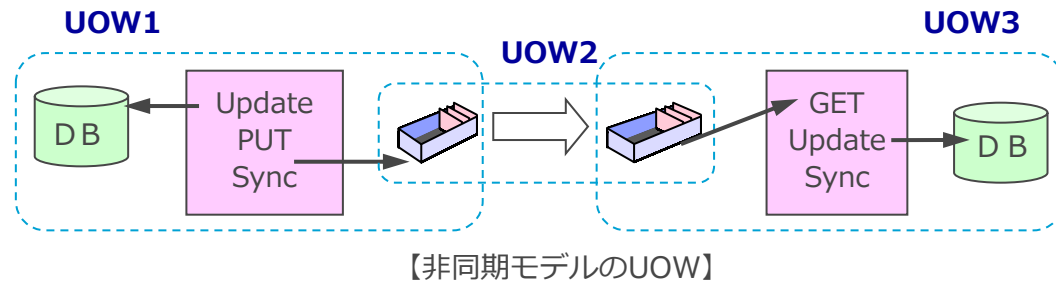 UOW1
UOW2
UOW3
DB
Update
PUT
Sync
GET
Update
Sync
DB
【非同期モデルのUOW】